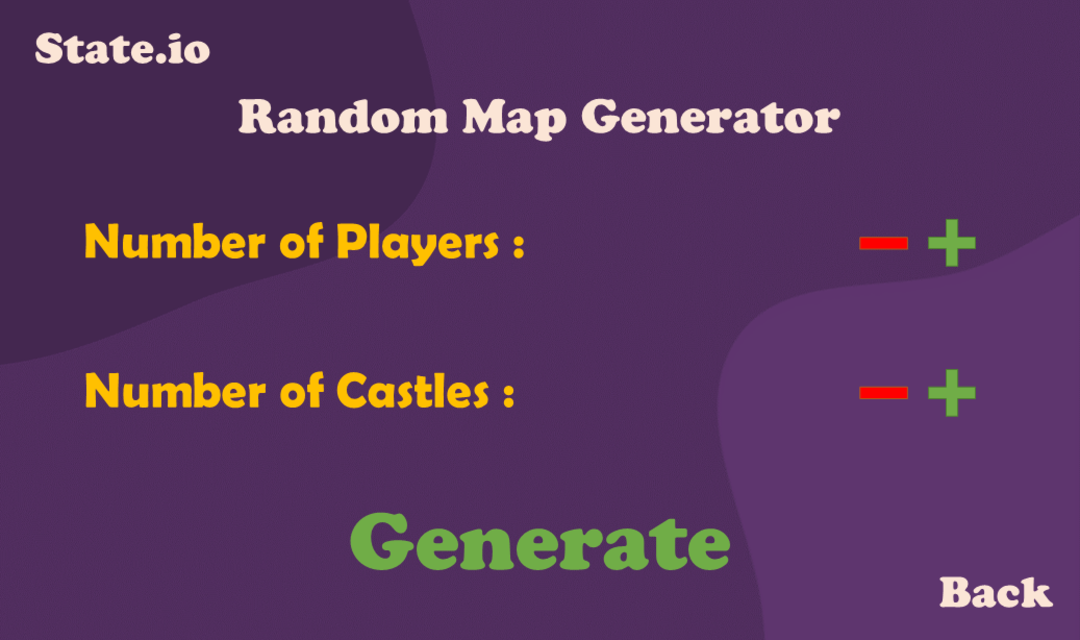 State.io
Random Map Generator
Number of Players :
Number of Castles :
Generate
Back